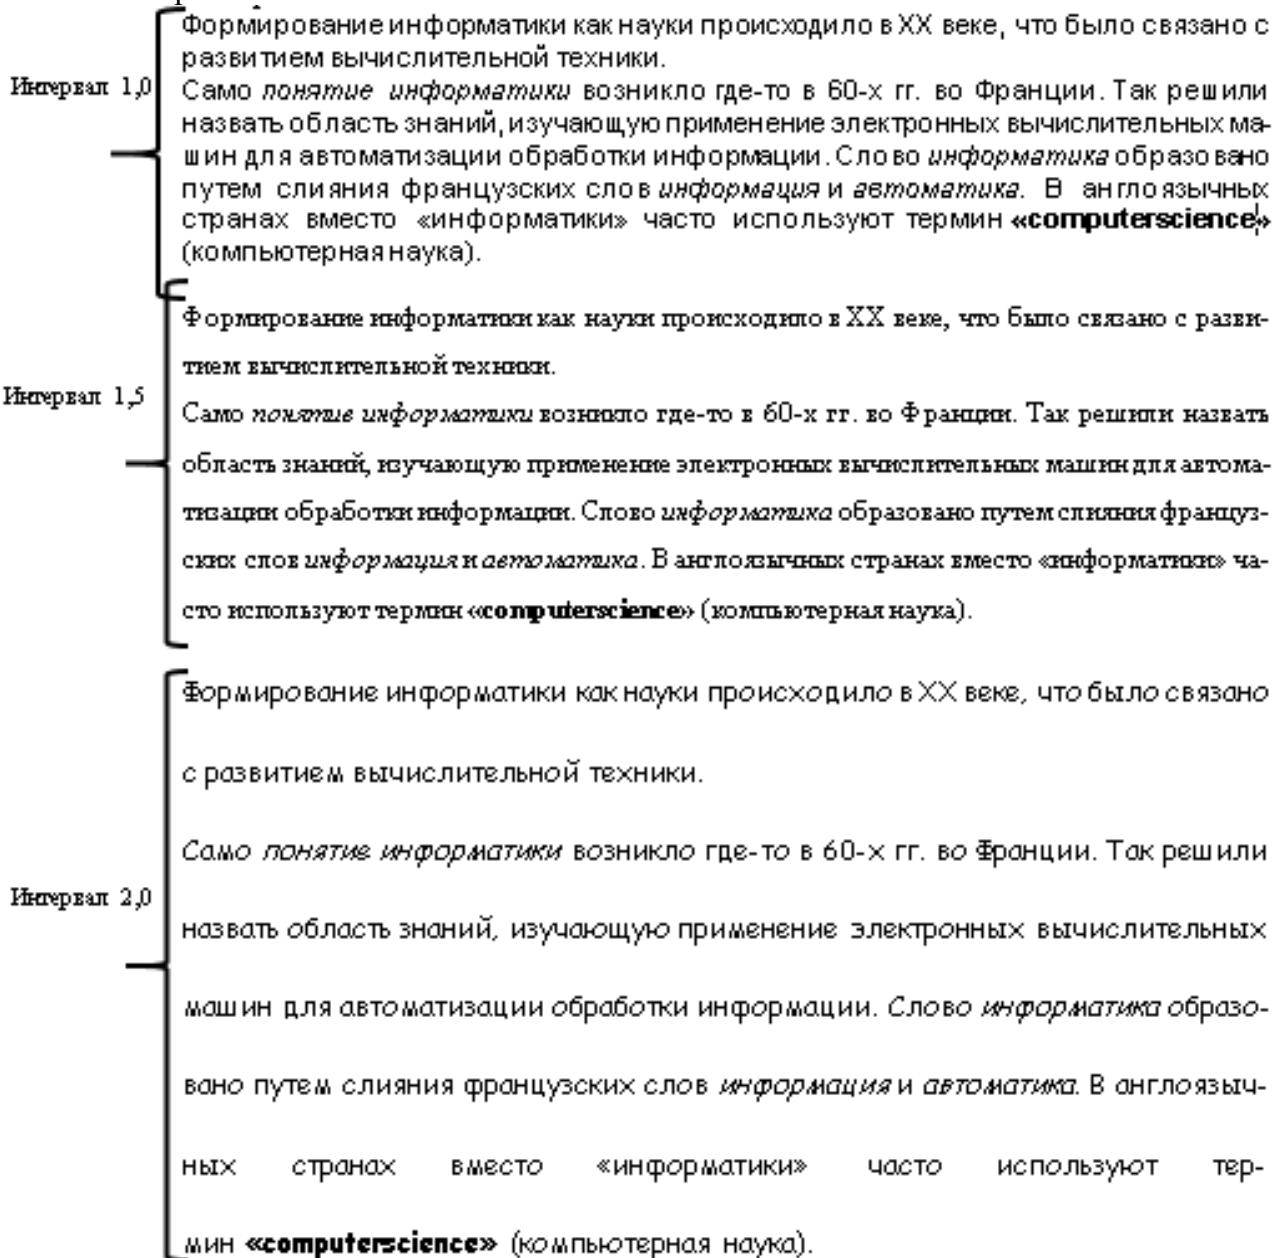 Формирование информатики как науки происходило в XX веке, что было связано с
развитием вычислительной техники.
Интервал 1,0
Само понятие информатики возникло где-то в 60-х гг. во Франции. Так решили
назвать область знаний, изучающую применение электронных вычислительных ма-
шин для автоматизации обработки информации. Слово информатика образовано
путем слияния французских слов информация и автоматика. В англоязычных
странах вместо «информатики» часто используют термин «computerscience»
(компьютерная наука).
Формирование информатики как науки происходило в XX веке, что было связано с разви-
тием вычислительной техники.
Интервал 1,5
Само понятие информатики возникло где-то в 60-х гг. во Франции. Так решили назвать
область знаний, изучающую применение электронных вычислительных машин для автома-
тизации обработки информации. Слово информатика образовано путем слияния француз-
ских слов информация и автоматика. В англоязычных странах вместо «информатики» ча-
сто используют термин «computerscience» (компьютерная наука).
Формирование информатики как науки происходило в XX веке, что было связано
с развитием вычислительной техники.
Само понятие информатики возникло где-то в 60-х гг. во Франции. Так решили
Интервал 2,0
назвать область знаний, изучающую применение электронных вычислительных
машин для автоматизации обработки информации. Слово информатика образо-
вано путем слияния французских слов информация и автоматика. В англоязыч-
ных странах вместо «информатики» часто используют тер-
мин «computerscience» (компьютерная наука).